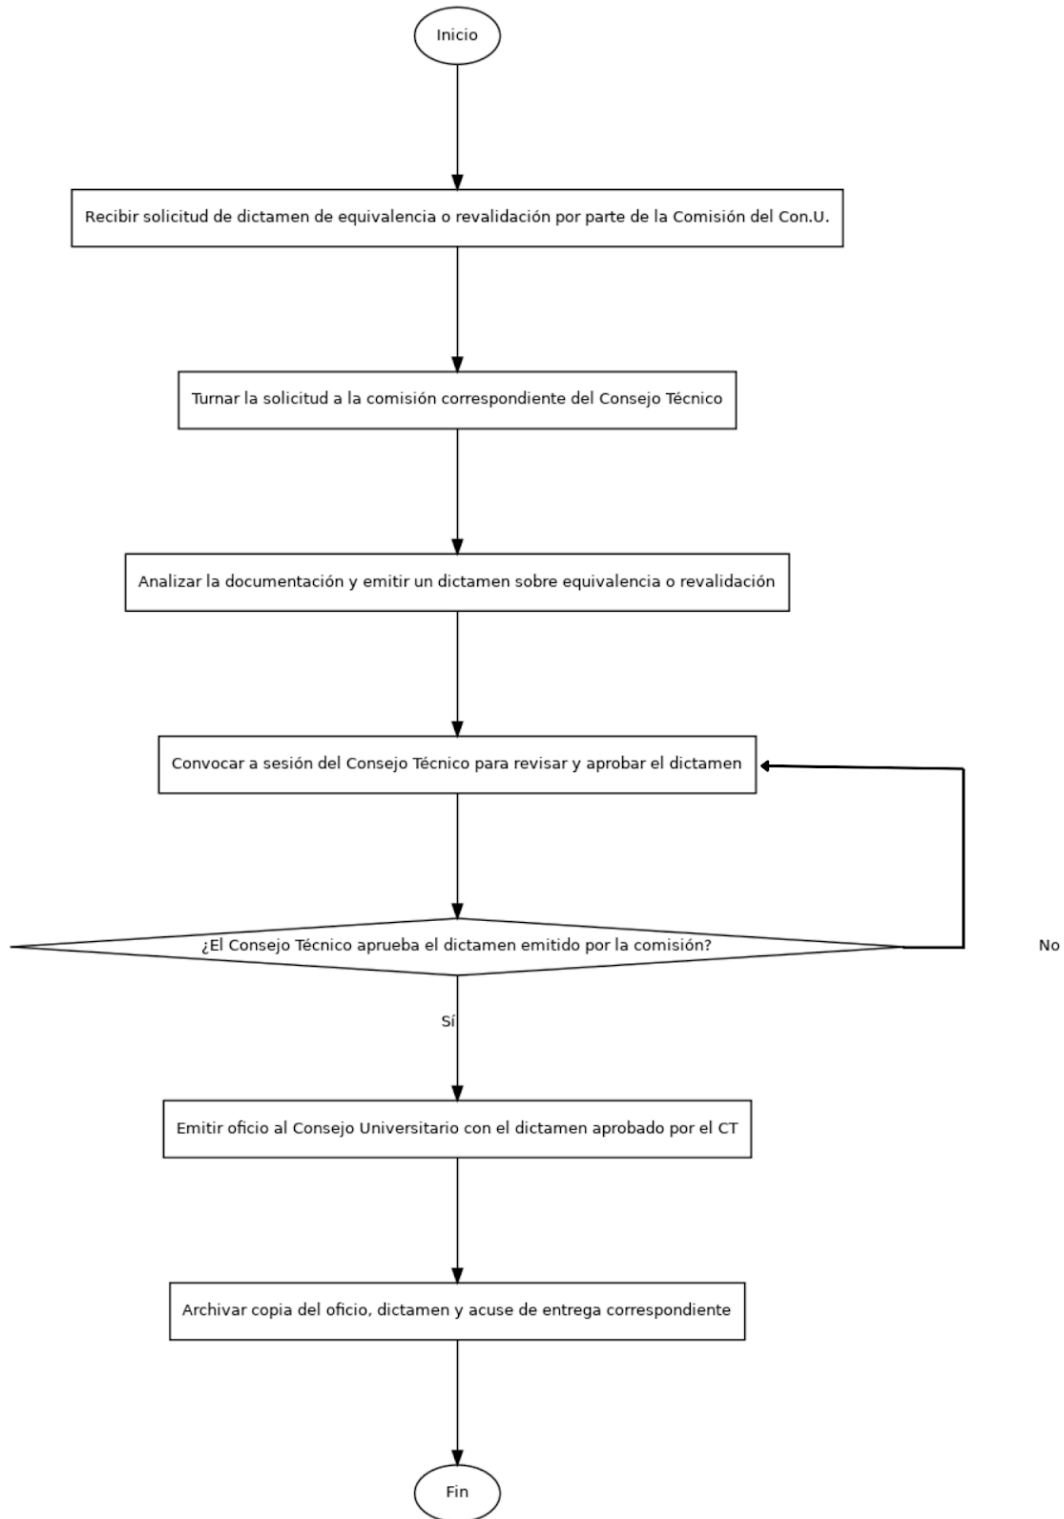 Inicio
Recibir solicitud de dictamen de equivalencia o revalidación por parte de la Comisión del Con.U.
Turnar la solicitud a la comisión correspondiente del Consejo Técnico
Analizar la documentación y emitir un dictamen sobre equivalencia o revalidación
Convocar a sesión del Consejo Técnico para revisar y aprobar el dictamen
¿El Consejo Técnico aprueba el dictamen emitido por la comisión?
No
Sí
Emitir oficio al Consejo Universitario con el dictamen aprobado por el CT
Archivar copia del oficio, dictamen y acuse de entrega correspondiente
Fin